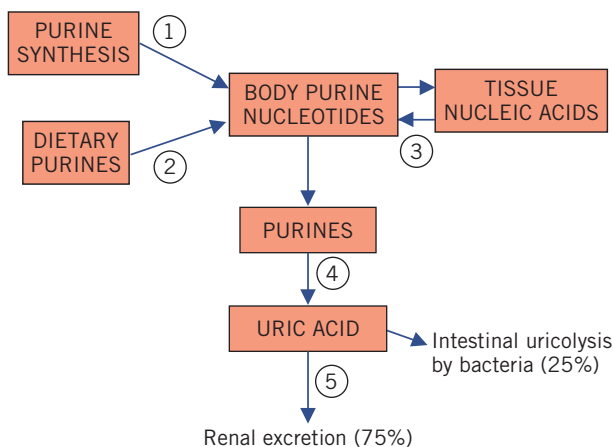 PURINE
SYNTHESIS
1
BODY PURINE
NUCLEOTIDES
TISSUE
NUCLEIC ACIDS
DIETARY
PURINES
2
3
PURINES
4
URIC ACID
Intestinal uricolysis
by bacteria (25%)
5
Renal excretion (75%)